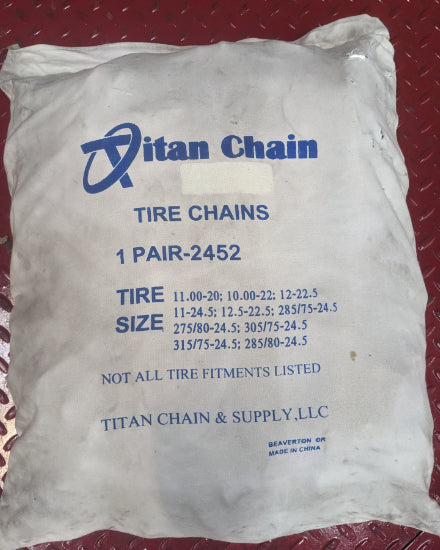 Titan Chain
TIRE CHAINS
1 PAIR-2452
TIRE SIZE
11.00-20; 10.00-22; 12-22.5
11-24.5; 12.5-22.5; 285/75-24.5
275/80-24.5; 305/75-24.5
315/75-24.5; 285/80-24.5
NOT ALL TIRE FITMENTS LISTED
TITAN CHAIN & SUPPLY,LLC
BEAVERTON OR
MADE IN CHINA